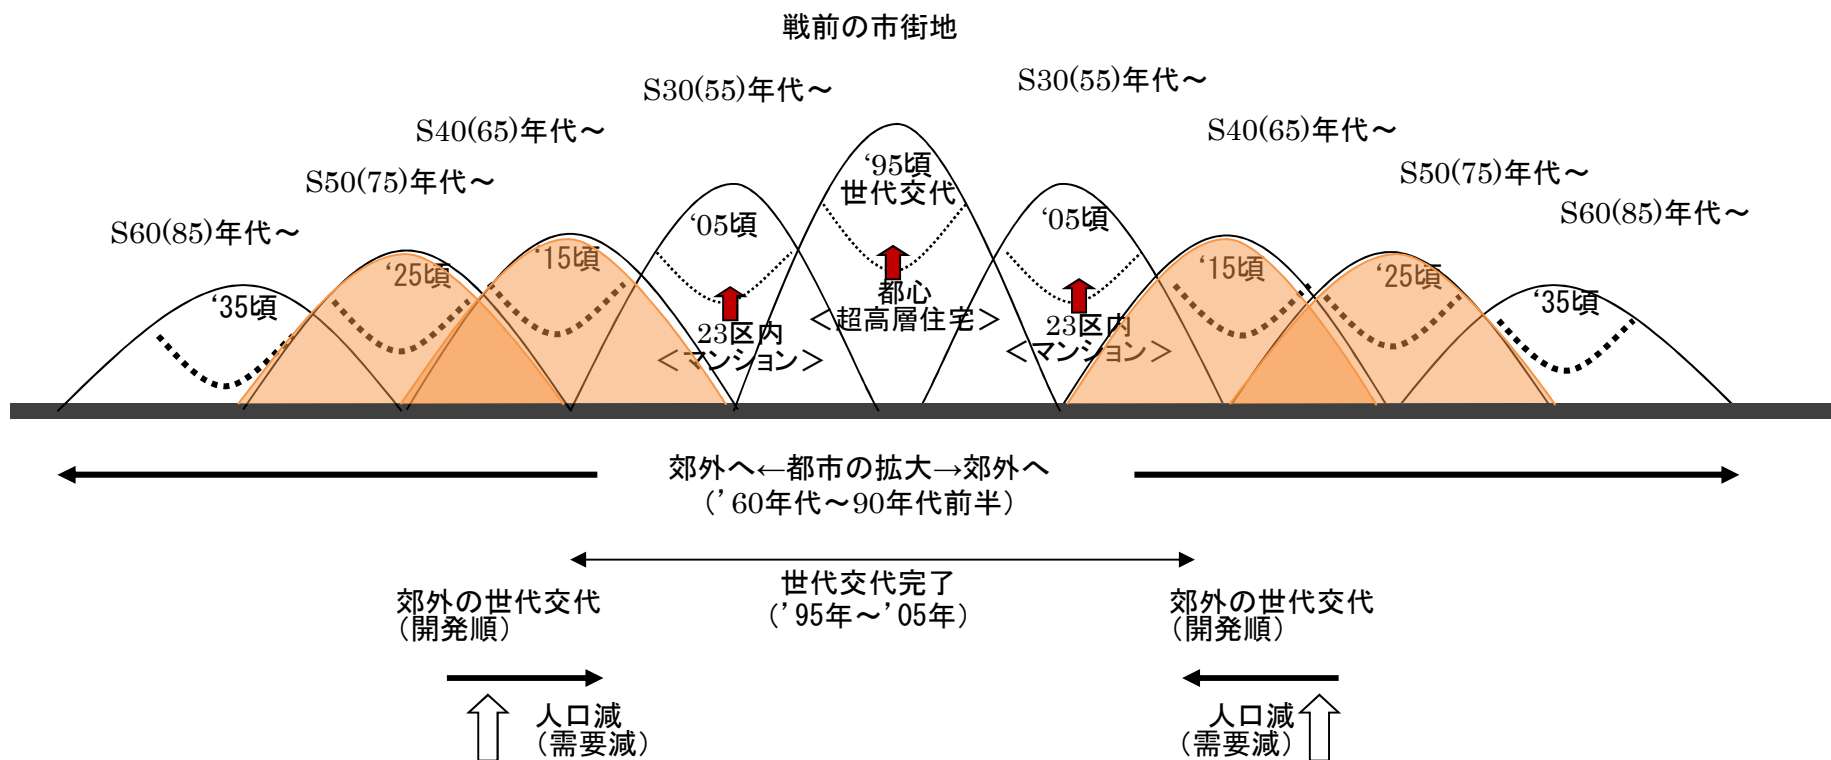 戦前の市街地
S30(55)年代～
S30(55)年代～
S40(65)年代～
S40(65)年代～
S50(75)年代～
S50(75)年代～
S60(85)年代～
S60(85)年代～
‘35頃
‘25頃
‘15頃
‘05頃
‘95頃
世代交代
‘05頃
‘15頃
‘25頃
‘35頃
23区内
＜マンション＞
都心
＜超高層住宅＞
23区内
＜マンション＞
郊外へ←都市の拡大→郊外へ
（’60年代～90年代前半）
世代交代完了
（’95年～’05年）
郊外の世代交代
（開発順）
郊外の世代交代
（開発順）
人口減
（需要減）
人口減
（需要減）